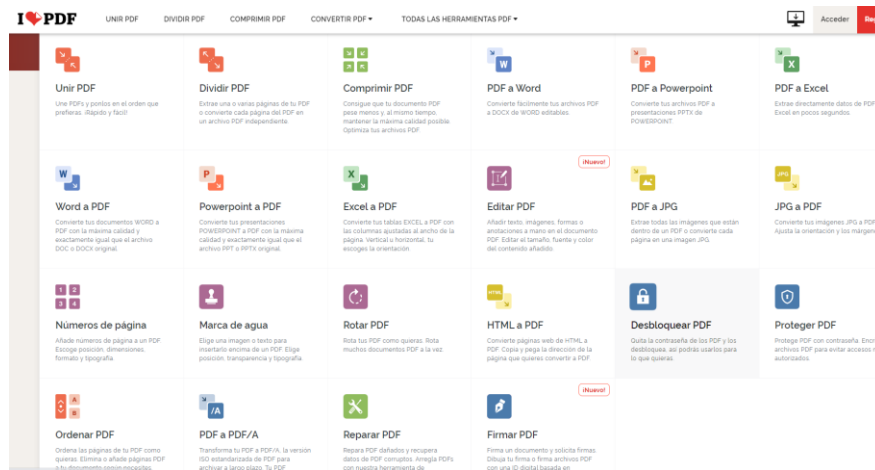 I PDF
UNIR PDF
DIVIDIR PDF
COMPRIMIR PDF
CONVERTIR PDF
TODAS LAS HERRAMIENTAS PDF
Acceder
Unir PDF
Une PDFs y ponlos en el orden que
prefieras. ¡Rápido y fácil!
Dividir PDF
Extrae una o varias páginas de tu PDF
o convierte cada página del PDF en
un archivo PDF independiente.
Comprimir PDF
Consigue que tu documento PDF
pese menos y, al mismo tiempo,
mantener la máxima calidad posible.
Optimiza tus archivos PDF.
W
PDF a Word
Convierte fácilmente tus archivos PDF
a DOCX de WORD editables.
P
PDF a Powerpoint
Convierte tus archivos PDF a
presentaciones PPTX de
POWERPOINT.
X
PDF a Excel
Extrae directamente datos de PDF
Excel en pocos segundos.
W
Word a PDF
Convierte tus documentos WORD a
PDF con la máxima calidad y
exactamente igual que el archivo
DOC o DOCX original.
P
Powerpoint a PDF
Convierte tus presentaciones
POWERPOINT a PDF con la máxima
calidad y exactamente igual que el
archivo PPT o PPTX original.
X
Excel a PDF
Convierte tus tablas EXCEL a PDF con
las columnas ajustadas al ancho de la
página. Vertical u horizontal, tu
escoges la orientación.
¡Nuevo!
Editar PDF
Añadir texto, imágenes, formas o
anotaciones a mano en el documento
PDF. Editar el tamaño, fuente y color
del contenido añadido.
PDF a JPG
Extrae todas las imágenes que están
dentro de un PDF o convierte cada
página en una imagen JPG.
JPG
JPG a PDF
Convierte tus imágenes JPG a PDF
Ajusta la orientación y los márgen
1 2
3 4
Números de página
Añade números de página a un PDF.
Escoge posición, dimensiones,
formato y tipografía.
Marca de agua
Elige una imagen o texto para
insertarlo encima de un PDF. Elige
posición, transparencia y tipografía.
Rotar PDF
Rota tus PDF como quieras. Rota
muchos documentos PDF a la vez.
HTML
HTML a PDF
Convierte páginas web de HTML a
PDF. Copia y pega la dirección de la
página que quieres convertir a PDF.
Desbloquear PDF
Quita la contraseña de los PDF y los
desbloquea, así podrás usarlos para
lo que quieras.
Proteger PDF
Protege PDF con contraseña. Enc
archivos PDF para evitar accesos n
autorizados.
A
B
Ordenar PDF
Ordena las páginas de tu PDF como
quieras. Elimina o añade páginas PDF
a tu documento según necesites.
/A
PDF a PDF/A
Transforma tu PDF a PDF/A, la versión
ISO estandarizada de PDF para
archivar a largo plazo. Tu PDF
Reparar PDF
Repara PDF dañados y recupera
datos de PDF corruptos. Arregla PDFs
con nuestra herramienta de
¡Nuevo!
Firmar PDF
Firma un documento y solicita firmas.
Dibuja tu firma o firma archivos PDF
con una ID digital basada en